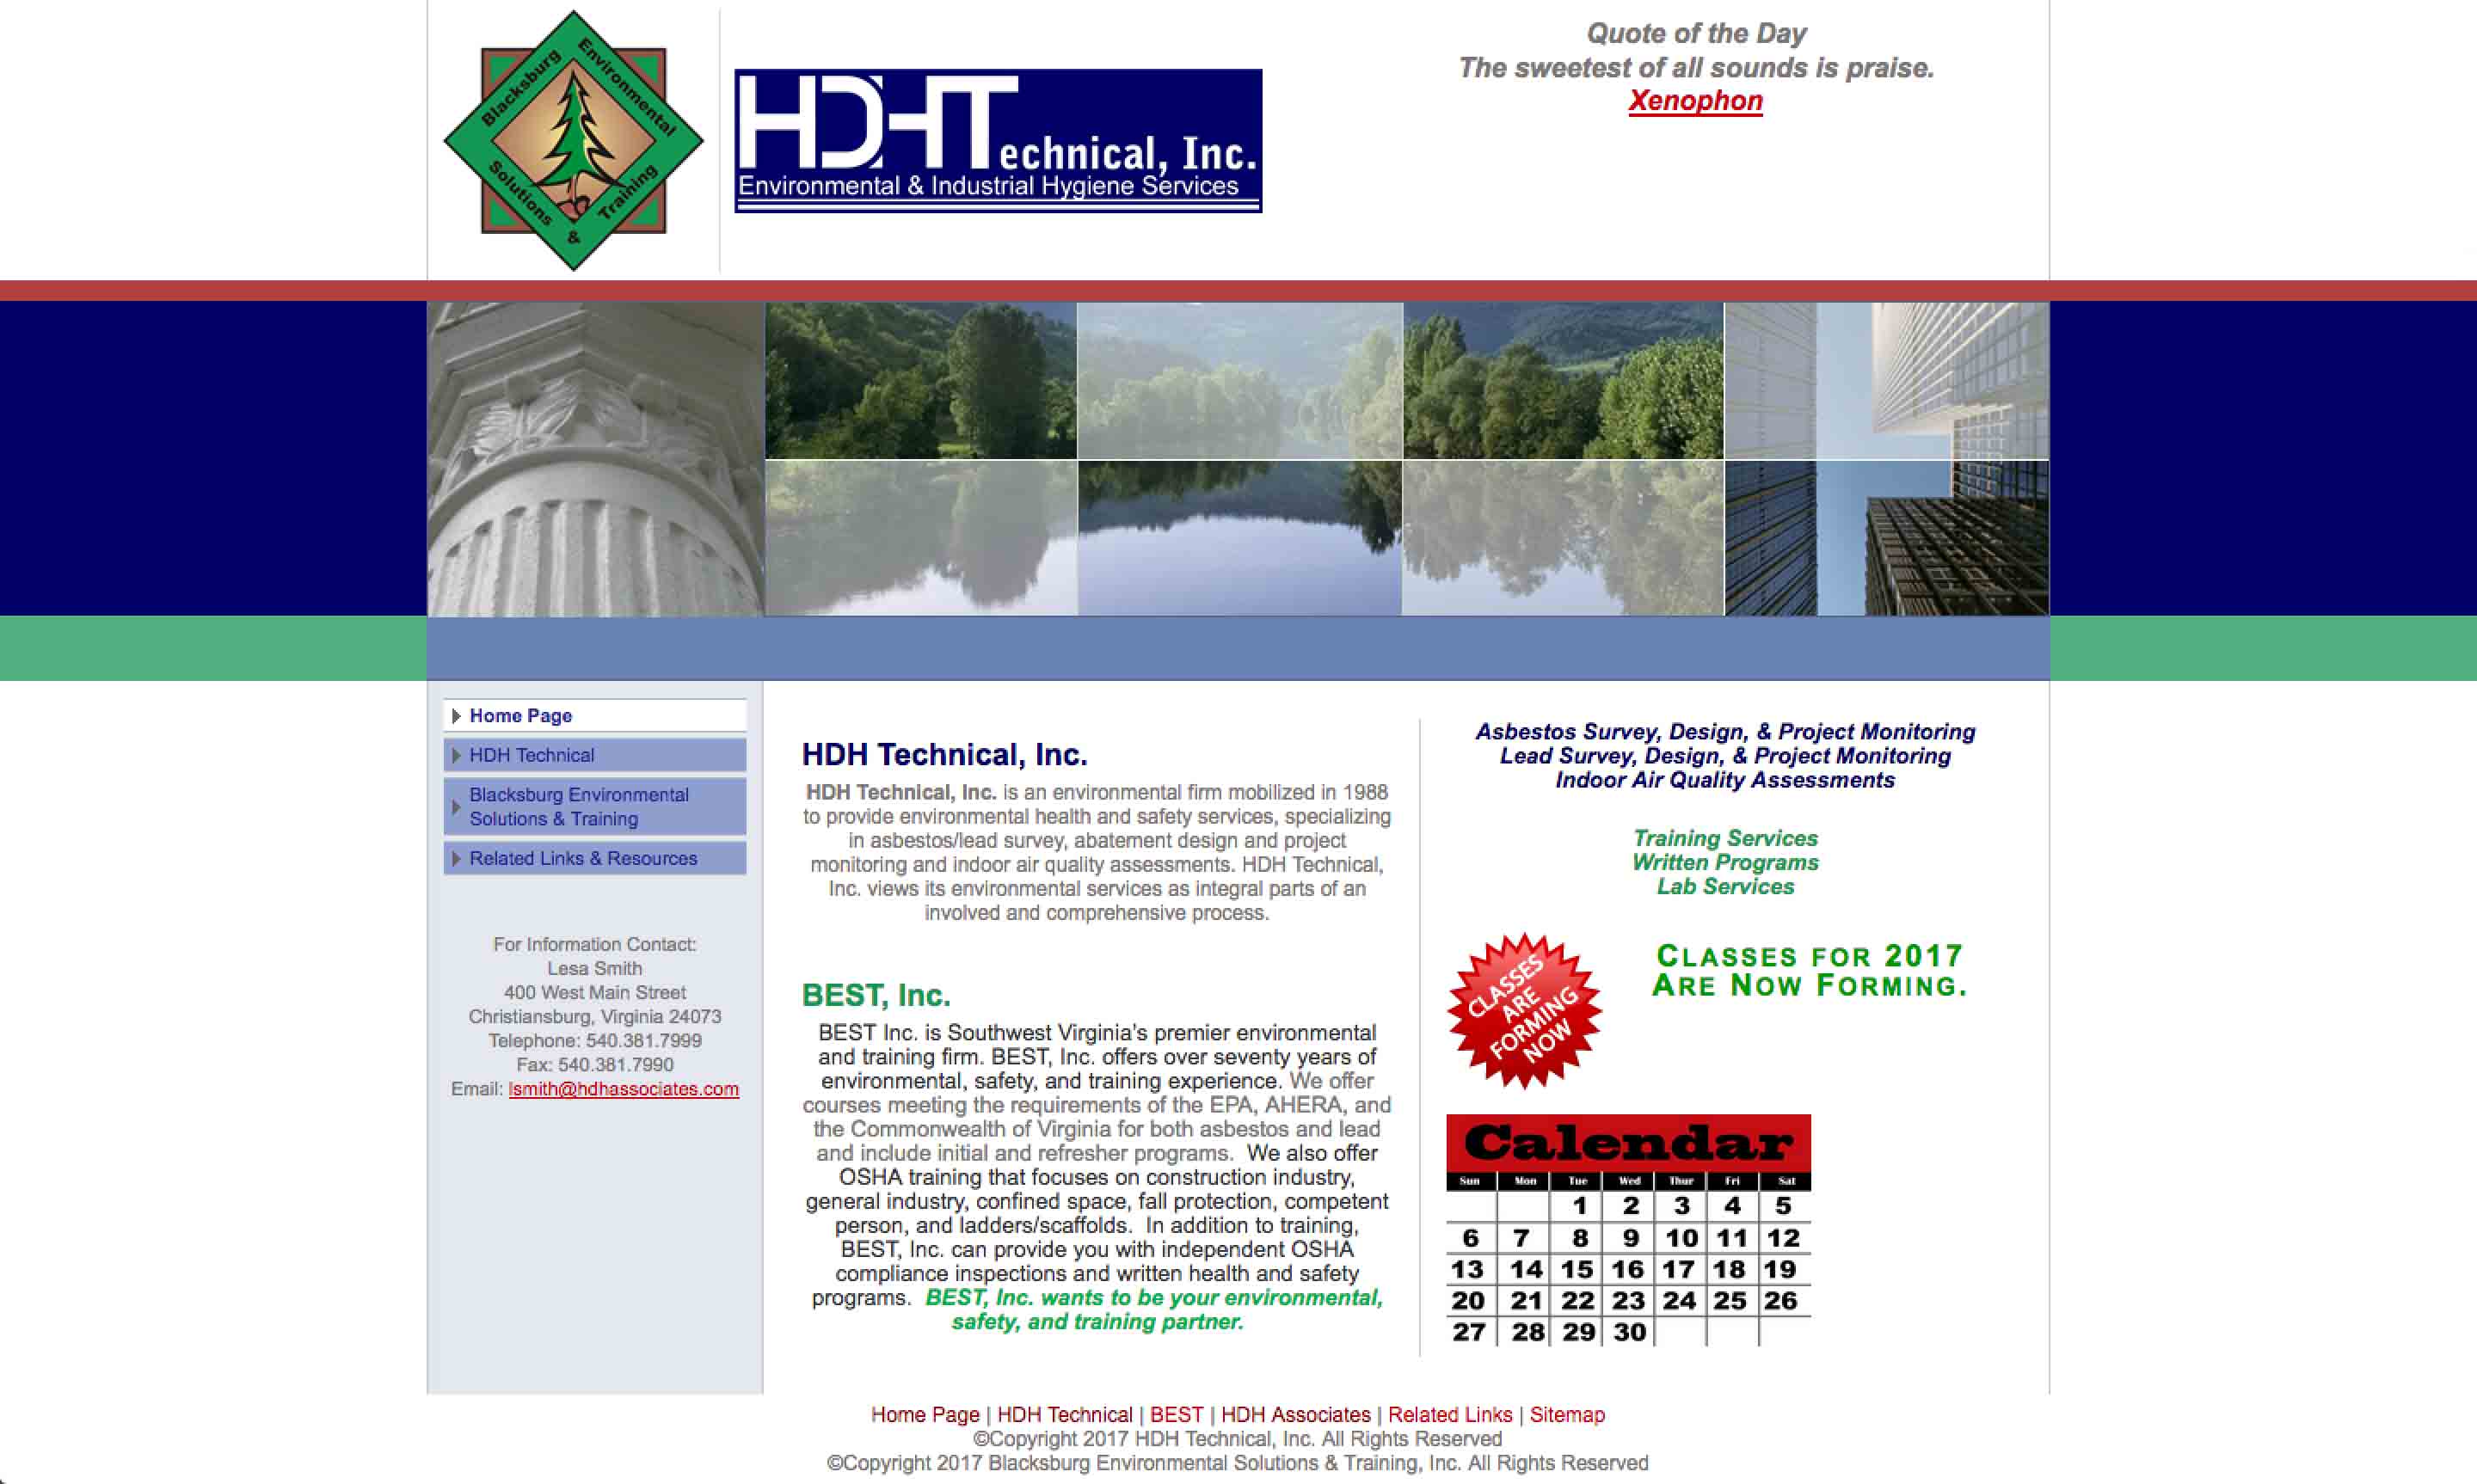 Blacksburg Environmental
Solutions & Training
HDHTechnical, Inc.
Environmental & Industrial Hygiene Services
Quote of the Day
The sweetest of all sounds is praise.
Xenophon
Home Page
HDH Technical
Blacksburg Environmental
Solutions & Training
Related Links & Resources
For Information Contact:
Lesa Smith
400 West Main Street
Christiansburg, Virginia 24073
Telephone: 540.381.7999
Fax: 540.381.7990
Email: lsmith@hdhassociates.com
HDH Technical, Inc.
HDH Technical, Inc. is an environmental firm mobilized in 1988
to provide environmental health and safety services, specializing
in asbestos/lead survey, abatement design and project
monitoring and indoor air quality assessments. HDH Technical,
Inc. views its environmental services as integral parts of an
involved and comprehensive process.
BEST, Inc.
BEST Inc. is Southwest Virginia's premier environmental
and training firm. BEST, Inc. offers over seventy years of
environmental, safety, and training experience. We offer
courses meeting the requirements of the EPA, AHERA, and
the Commonwealth of Virginia for both asbestos and lead
and include initial and refresher programs. We also offer
OSHA training that focuses on construction industry,
general industry, confined space, fall protection, competent
person, and ladders/scaffolds. In addition to training,
BEST, Inc. can provide you with independent OSHA
compliance inspections and written health and safety
programs. BEST, Inc. wants to be your environmental,
safety, and training partner.
Asbestos Survey, Design, & Project Monitoring
Lead Survey, Design, & Project Monitoring
Indoor Air Quality Assessments
Training Services
Written Programs
Lab Services
CLASSES
ARE
FORMING
NOW
CLASSES FOR 2017
ARE NOW FORMING.
Calendar
Sun Mon Tue Wed Thur Fri Sat
1 2 3 4 5
6 7 8 9 10 11 12
13 14 15 16 17 18 19
20 21 22 23 24 25 26
27 28 29 30
Home Page | HDH Technical | BEST | HDH Associates | Related Links | Sitemap
©Copyright 2017 HDH Technical, Inc. All Rights Reserved
©Copyright 2017 Blacksburg Environmental Solutions & Training, Inc. All Rights Reserved